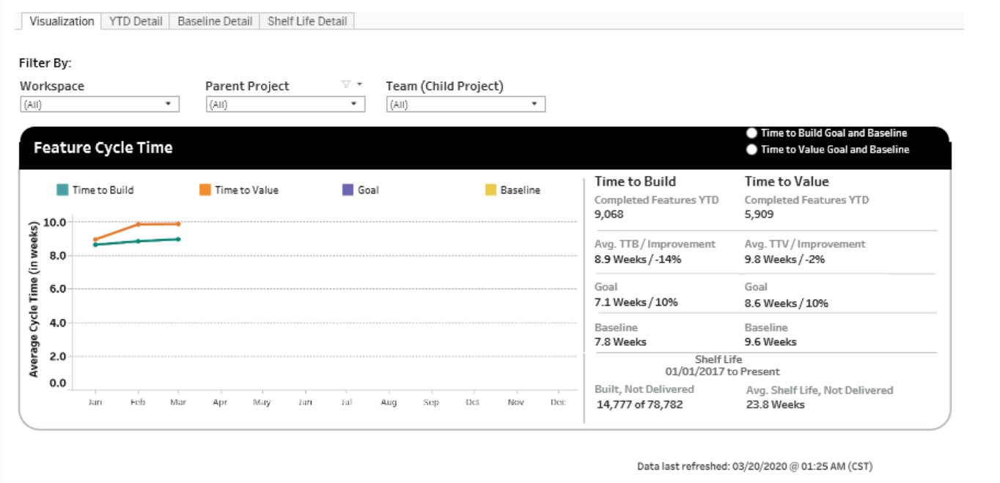 Visualization YTD Detail Baseline Detail Shelf Life Detail
Filter By:
Workspace Parent Project Team (Child Project)
(All) (All) (All)
Feature Cycle Time
Time to Build Goal and Baseline
Time to Value Goal and Baseline
Time to Build Time to Value Goal Baseline
Average Cycle Time (in weeks)
10.0
8.0
6.0
4.0
2.0
0.0
Jan Feb Mar Apr May Jun Jul Aug Sep Oct Nov Dec
Time to Build Time to Value
Completed Features YTD Completed Features YTD
9,068 5,909
Avg. TTB / Improvement Avg. TTV / Improvement
8.9 Weeks / -14% 9.8 Weeks / -2%
Goal Goal
7.1 Weeks / 10% 8.6 Weeks / 10%
Baseline Baseline
7.8 Weeks 9.6 Weeks
Shelf Life
01/01/2017 to Present
Built, Not Delivered Avg. Shelf Life, Not Delivered
14,777 of 78,782 23.8 Weeks
Data last refreshed: 03/20/2020 @ 01:25 AM (CST)